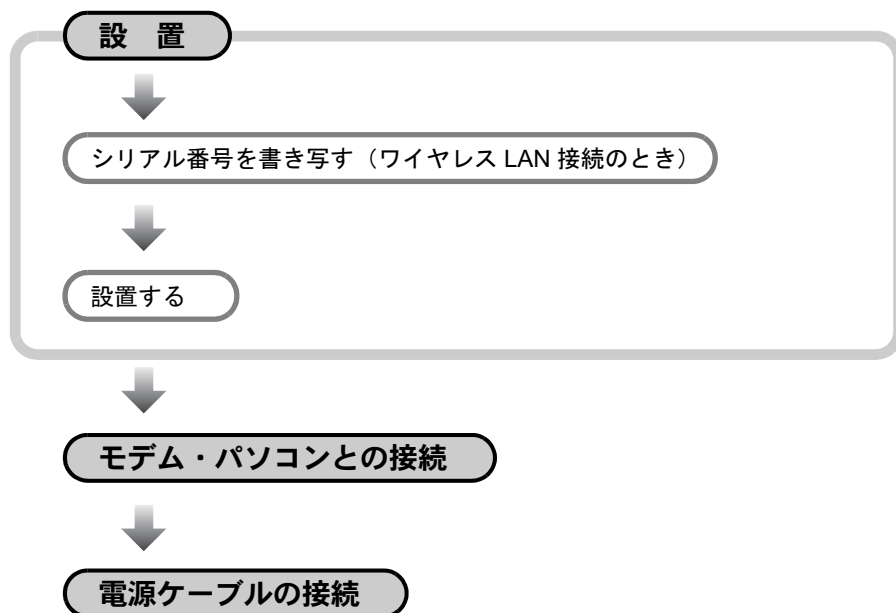 設　置
シリアル番号を書き写す（ワイヤレス LAN 接続のとき）
設置する
モデム・パソコンとの接続
電源ケーブルの接続